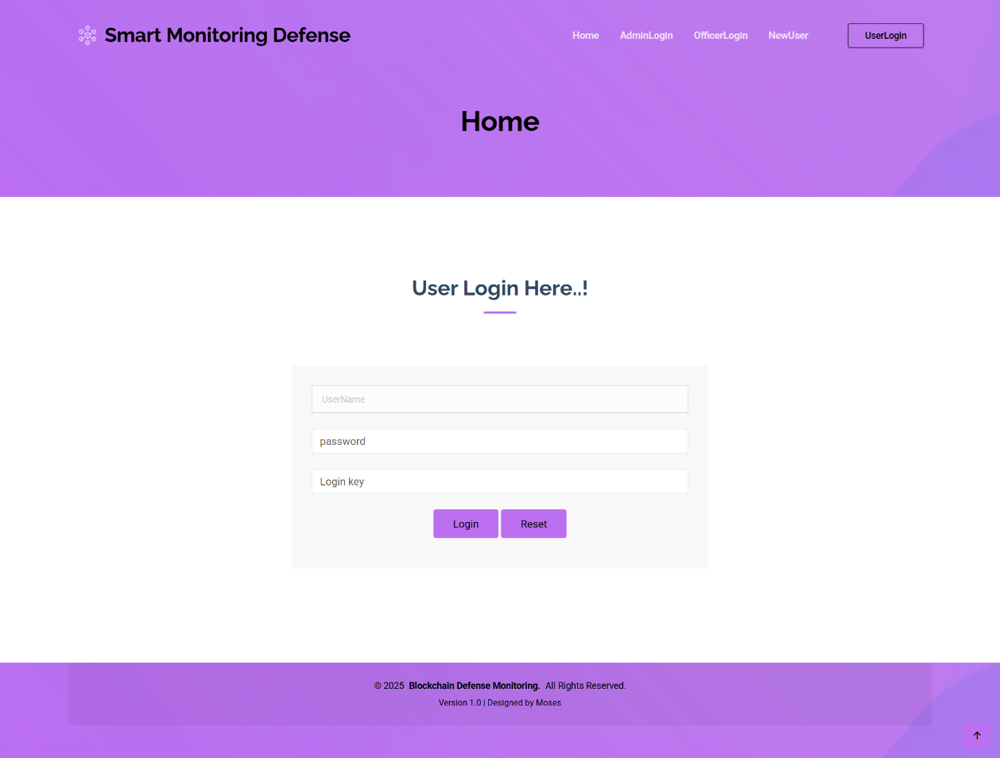 Smart Monitoring Defense
Home AdminLogin OfficerLogin NewUser UserLogin
Home
User Login Here..!
UserName
password
Login key
Login Reset
© 2025 Blockchain Defense Monitoring. All Rights Reserved.
Version 1.0 | Designed by Moses